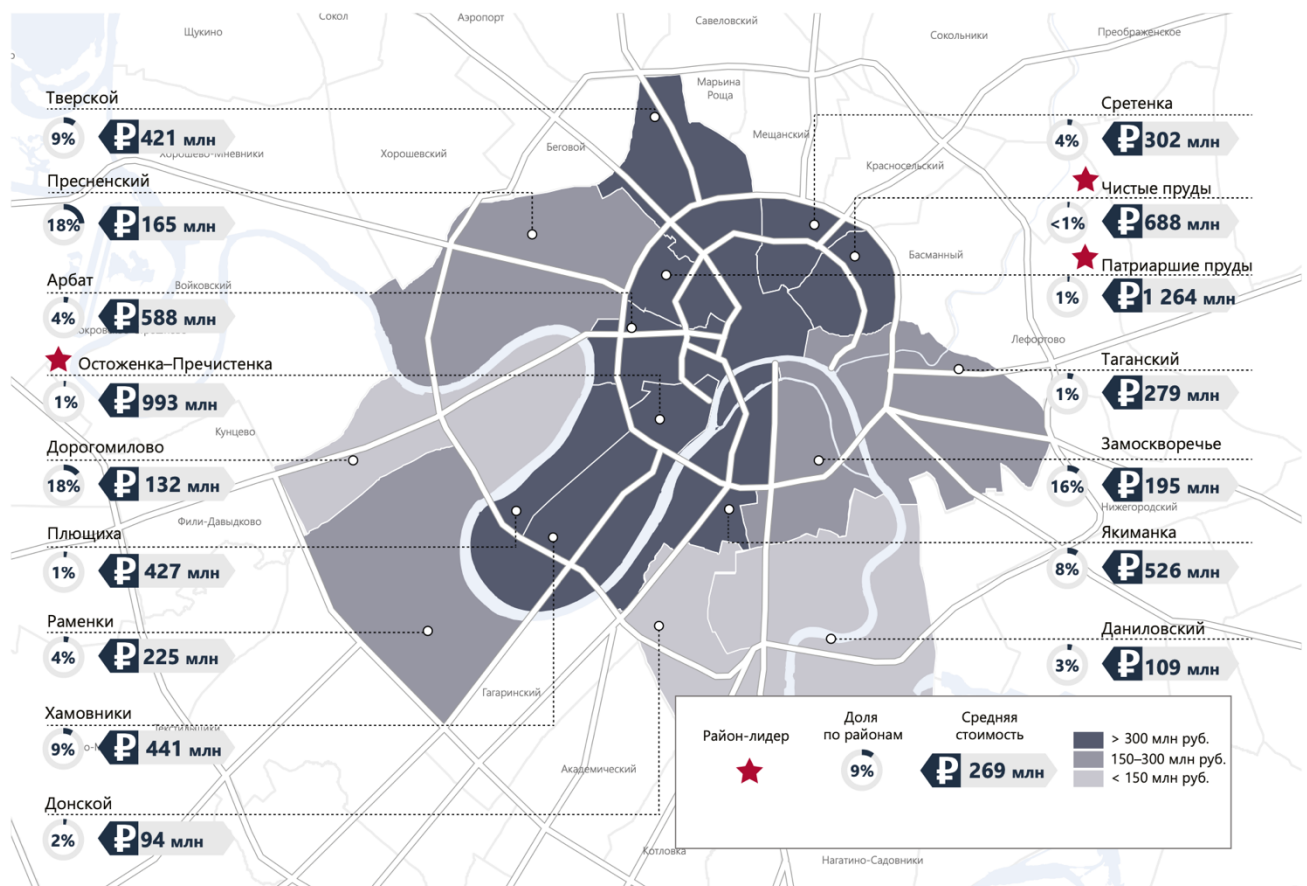 Сокол
Аэропорт
Савеловский
Щукино
Сокольники
Преображенское
Марьина
Роща
Мещанский
Беговой
Хорошевский
Хорошево-Мневники
Красносельский
Басманный
Войковский
Лефортово
Кунцево
Фили-Давыдково
Нижегородский
Гагаринский
Академический
Котловка
Нагатино-Садовники
Тверской
9%
₽ 421 млн
Пресненский
18%
₽ 165 млн
Арбат
4%
₽ 588 млн
Остоженка–Пречистенка
1%
₽ 993 млн
Дорогомилово
18%
₽ 132 млн
Плющиха
1%
₽ 427 млн
Раменки
4%
₽ 225 млн
Хамовники
9%
₽ 441 млн
Донской
2%
₽ 94 млн
Сретенка
4%
₽ 302 млн
Чистые пруды
<1%
₽ 688 млн
Патриаршие пруды
1%
₽ 1 264 млн
Таганский
1%
₽ 279 млн
Замоскворечье
16%
₽ 195 млн
Якиманка
8%
₽ 526 млн
Даниловский
3%
₽ 109 млн
Район-лидер
Доля
по районам
9%
Средняя
стоимость
₽ 269 млн
> 300 млн руб.
150–300 млн руб.
< 150 млн руб.